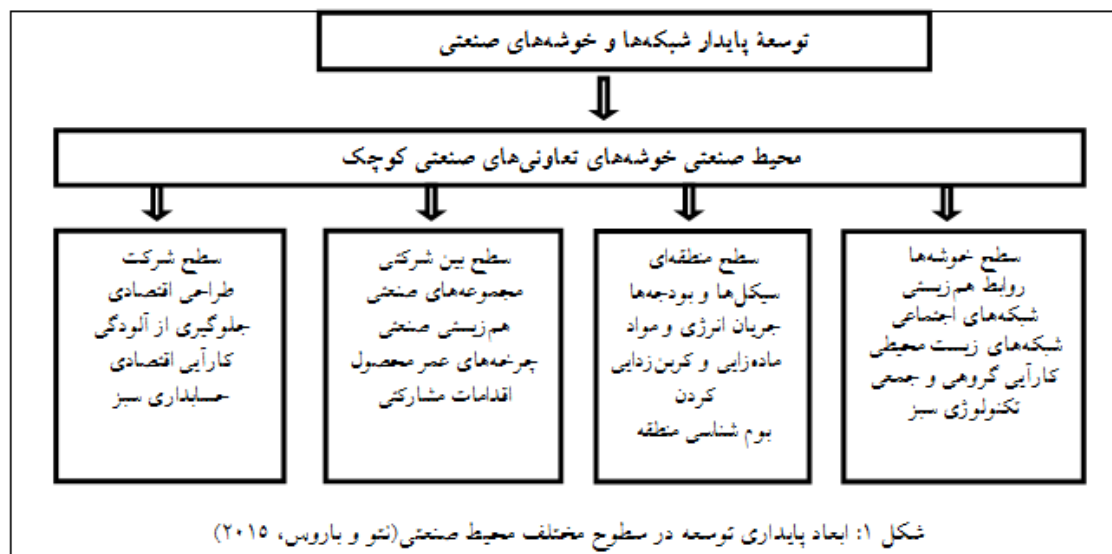 توسعۀ پایدار شبکه‌ها و خوشه‌های صنعتی
محیط صنعتی خوشه‌های تعاونی‌های صنعتی کوچک
سطح خوشه‌ها
روابط هم‌زیستی
شبکه‌های اجتماعی
شبکه‌های زیست محیطی
کارآیی گروهی و جمعی
تکنولوژی سبز
سطح منطقه‌ای
سیکل‌ها و بودجه‌ها
جریان انرژی و مواد
ماده‌زایی و کربن‌زدایی
کردن
بوم شناسی منطقه
سطح بین شرکتی
مجموعه‌های صنعتی
هم‌زیستی صنعتی
چرخه‌های عمر محصول
اقدامات مشارکتی
سطح شرکت
طراحی اقتصادی
جلوگیری از آلودگی
کارآیی اقتصادی
حسابداری سبز
شکل ۱: ابعاد پایداری توسعه در سطوح مختلف محیط صنعتی(نتو و باروس، ۲۰۱۵)